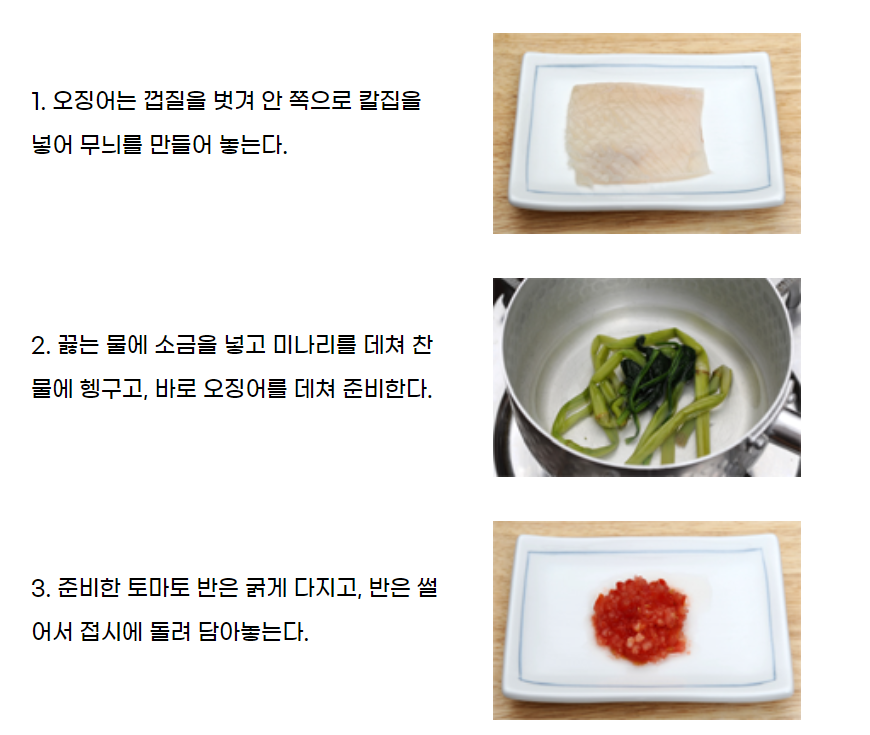 1. 오징어는 껍질을 벗겨 안 쪽으로 칼집을
넣어 무늬를 만들어 놓는다.
2. 끓는 물에 소금을 넣고 미나리를 데쳐 찬
물에 헹구고, 바로 오징어를 데쳐 준비한다.
3. 준비한 토마토 반은 굵게 다지고, 반은 썰
어서 접시에 돌려 담아놓는다.